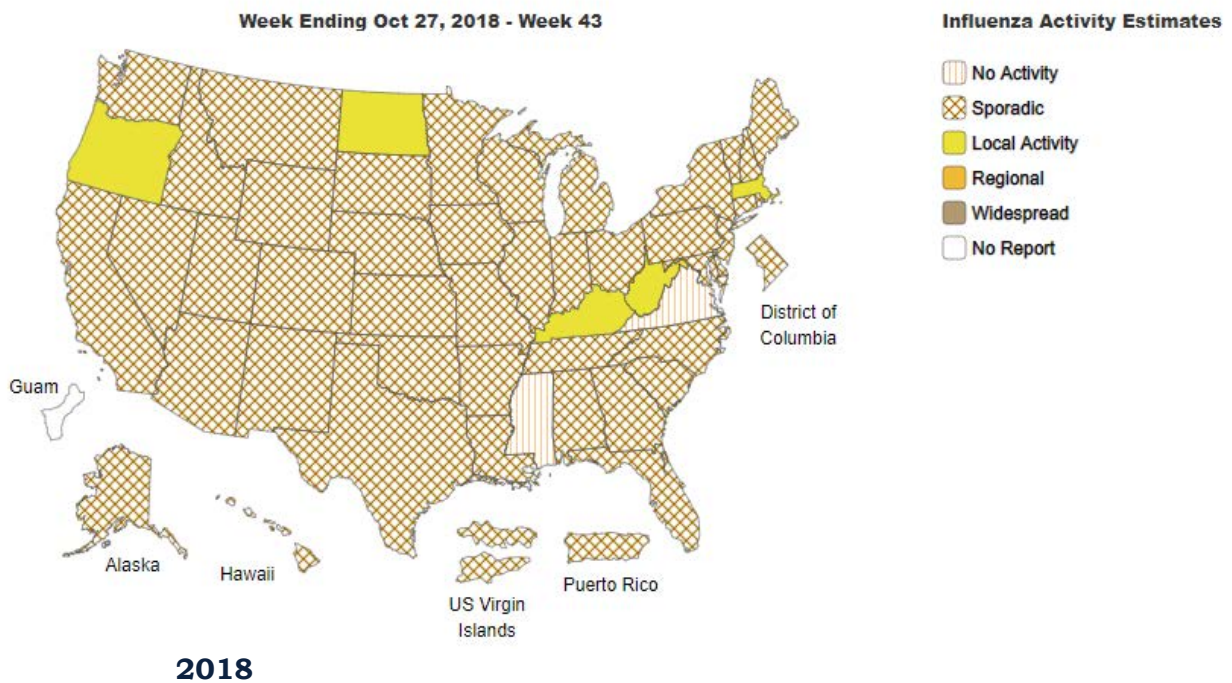 Week Ending Oct 27, 2018 - Week 43
Influenza Activity Estimates
No Activity
Sporadic
Local Activity
Regional
Widespread
No Report
District of
Columbia
Guam
Alaska
Hawaii
US Virgin
Islands
Puerto Rico
2018